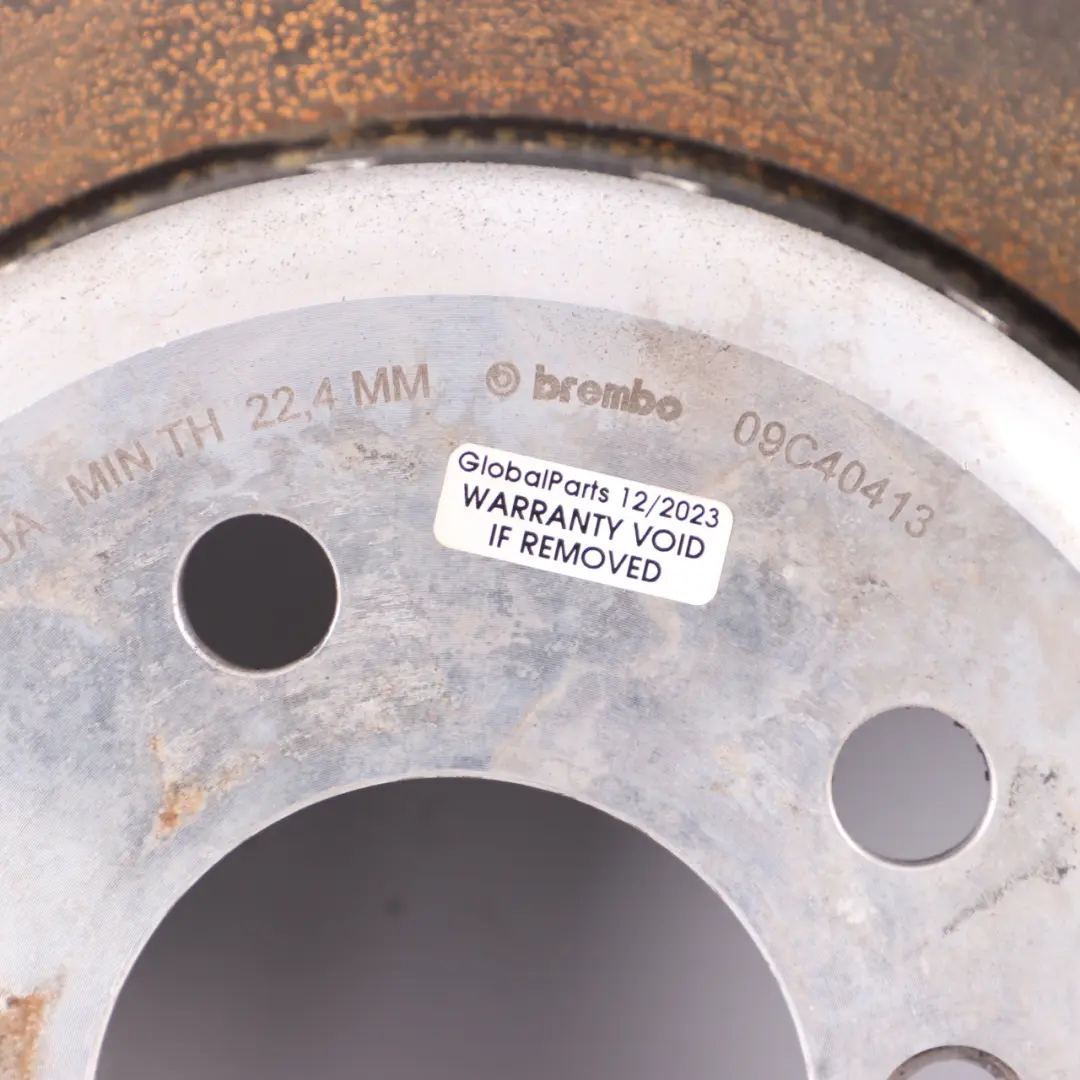 MIN TH 22,4 MM brembo 09C40413
GlobalParts 12/2023
WARRANTY VOID
IF REMOVED